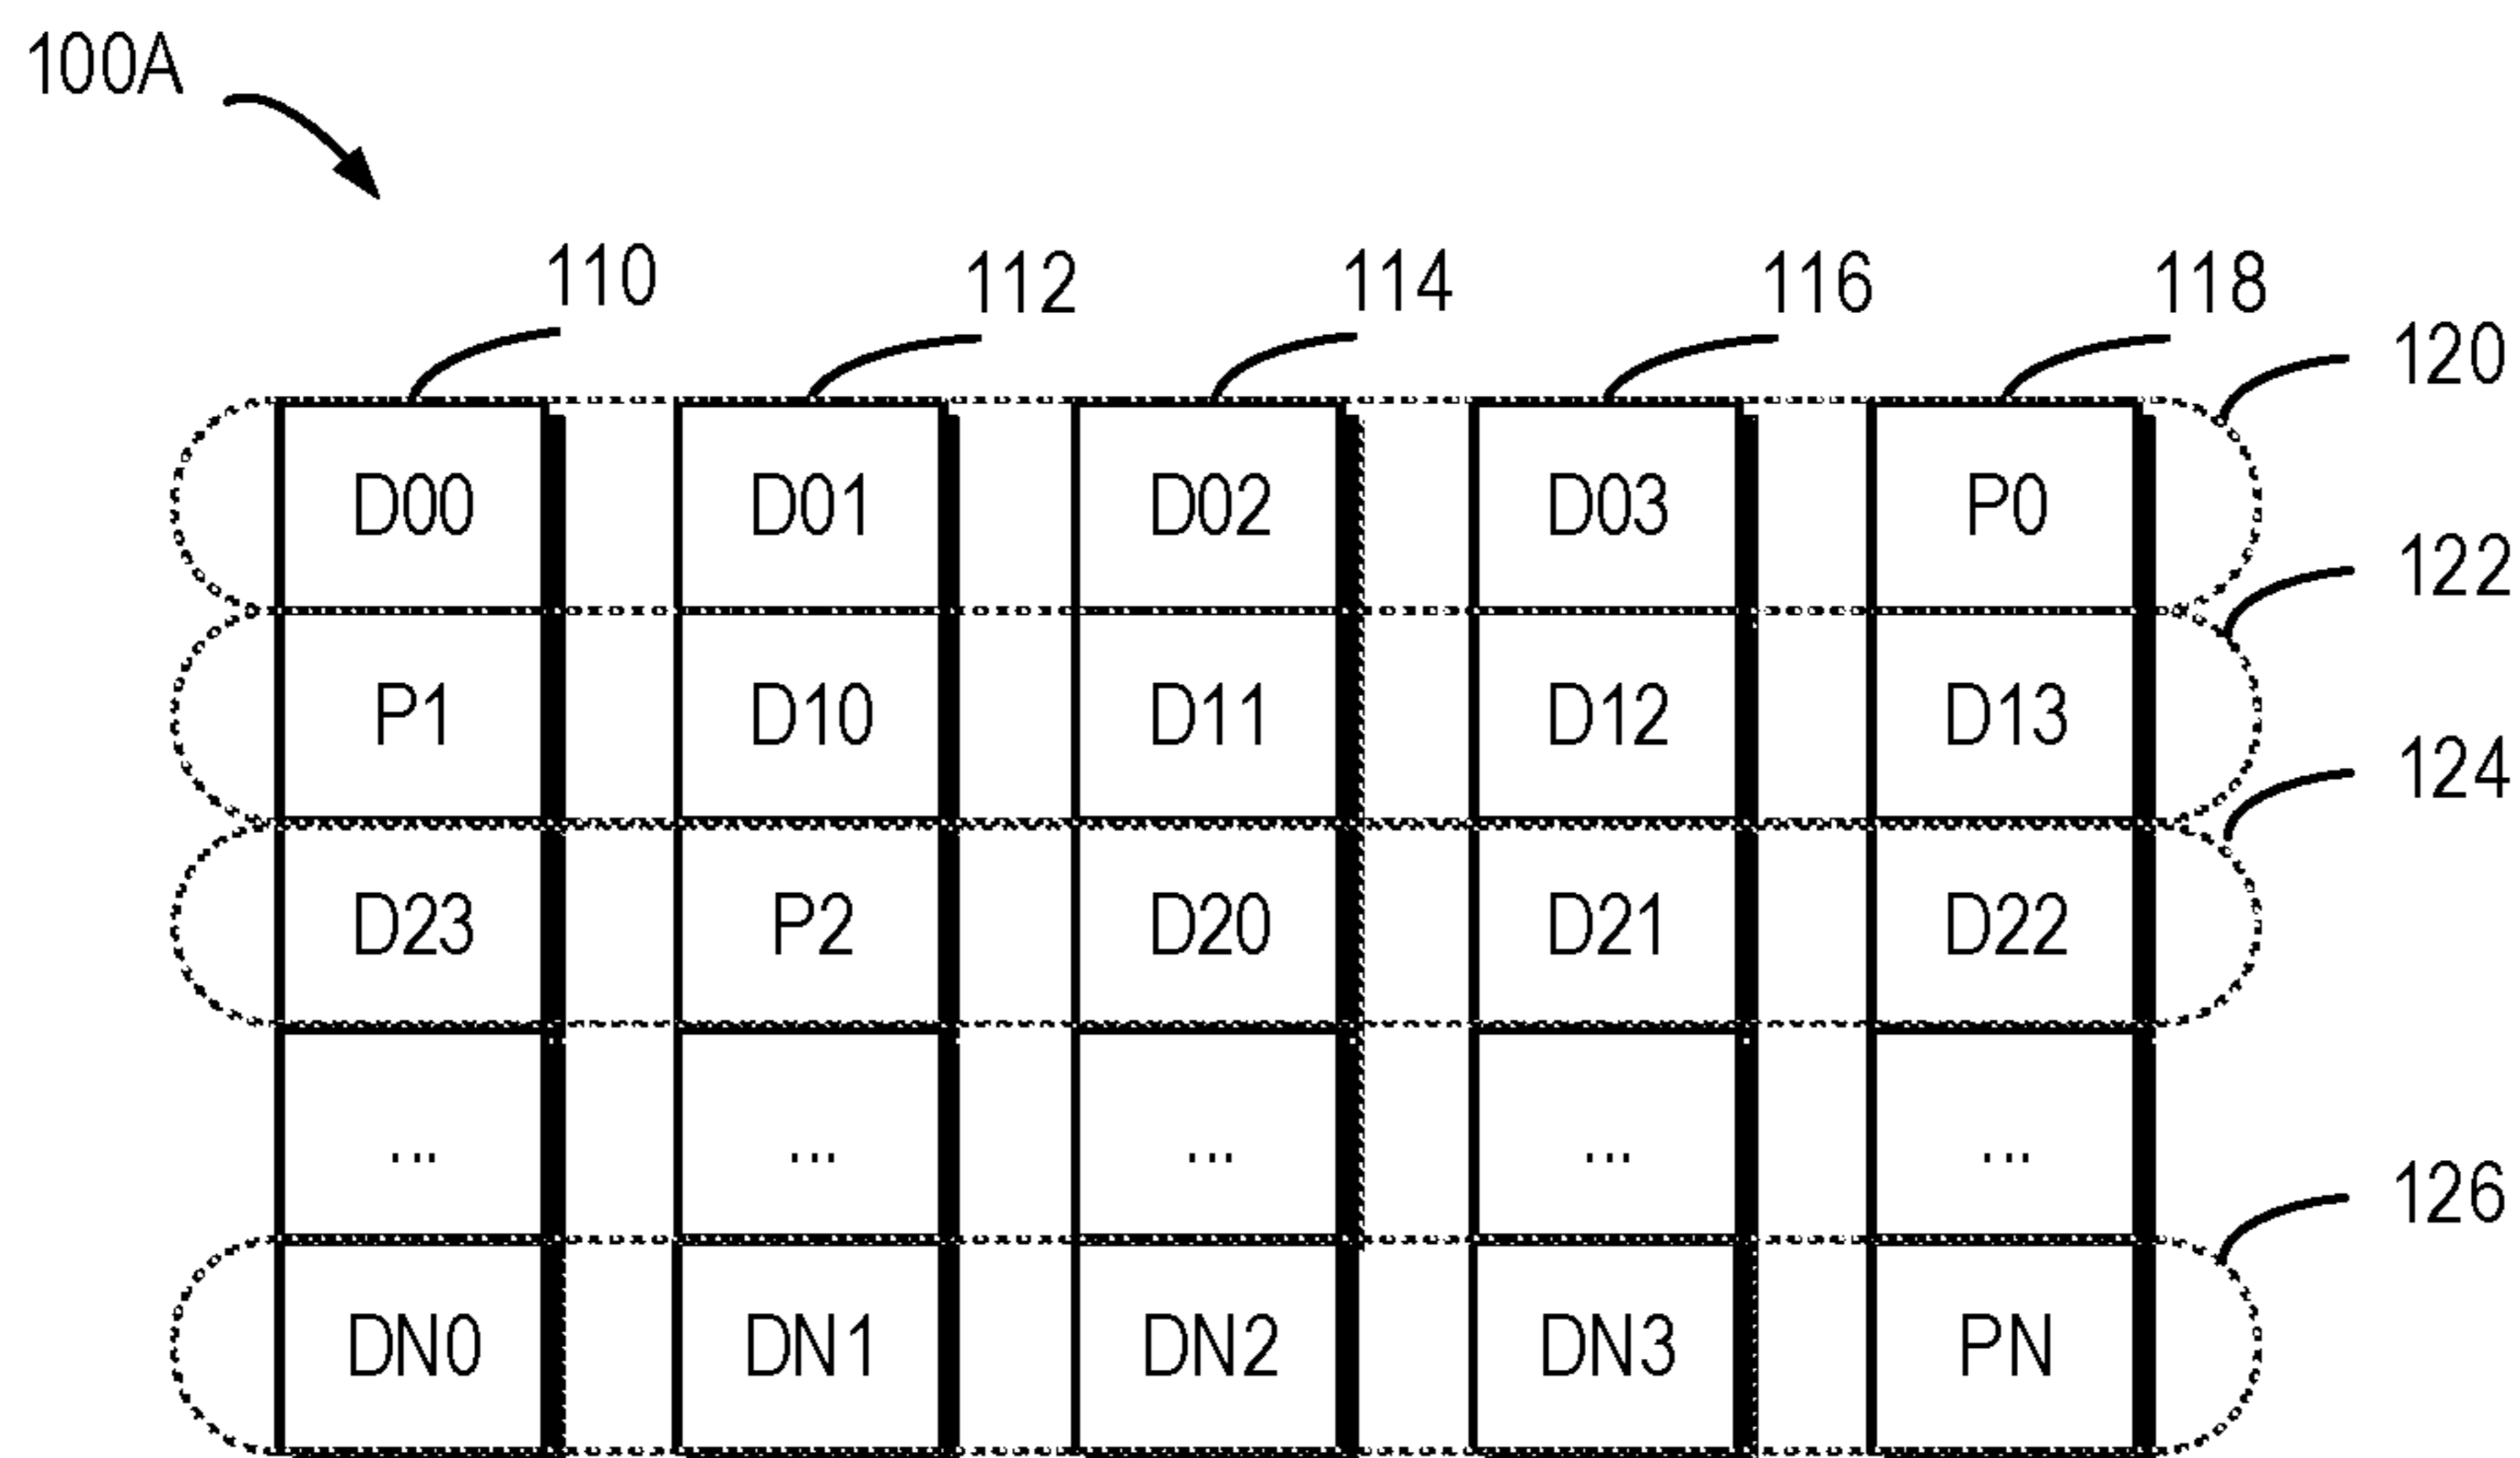 100A
110 112 114 116 118
120
D00 D01 D02 D03 P0
122
P1 D10 D11 D12 D13
124
D23 P2 D20 D21 D22
... ... ... ... ...
126
DN0 DN1 DN2 DN3 PN